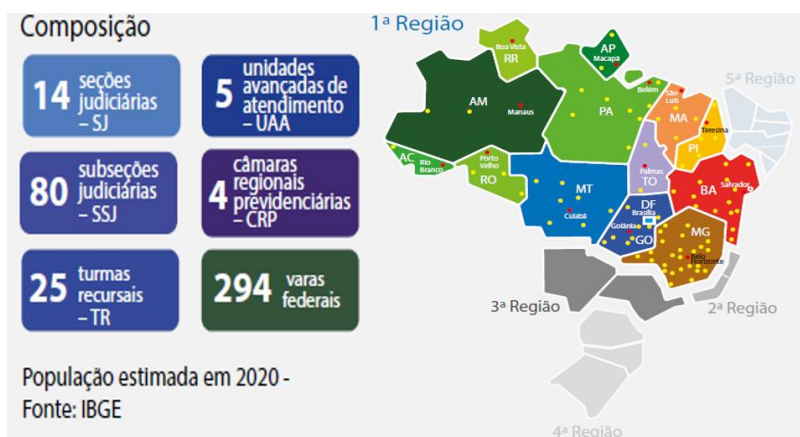 Composição
14 seções
judiciárias
– SJ
5 unidades
avançadas de
atendimento
– UAA
80 subseções
judiciárias
– SSJ
4 câmaras
regionais
previdenciárias
– CRP
25 turmas
recursais
– TR
294 varas
federais
População estimada em 2020 -
Fonte: IBGE
1ª Região
Boa Vista
RR
AP
Macapá
5ª Região
AM
Manaus
PA
Belém
São
Luís
MA
Teresina
PI
AC
Rio
Branco
Porto
Velho
RO
Palmas
TO
MT
Cuiabá
BA
Salvador
DF
Brasília
Goiânia
GO
MG
Belo
Horizonte
3ª Região
2ª Região
4ª Região